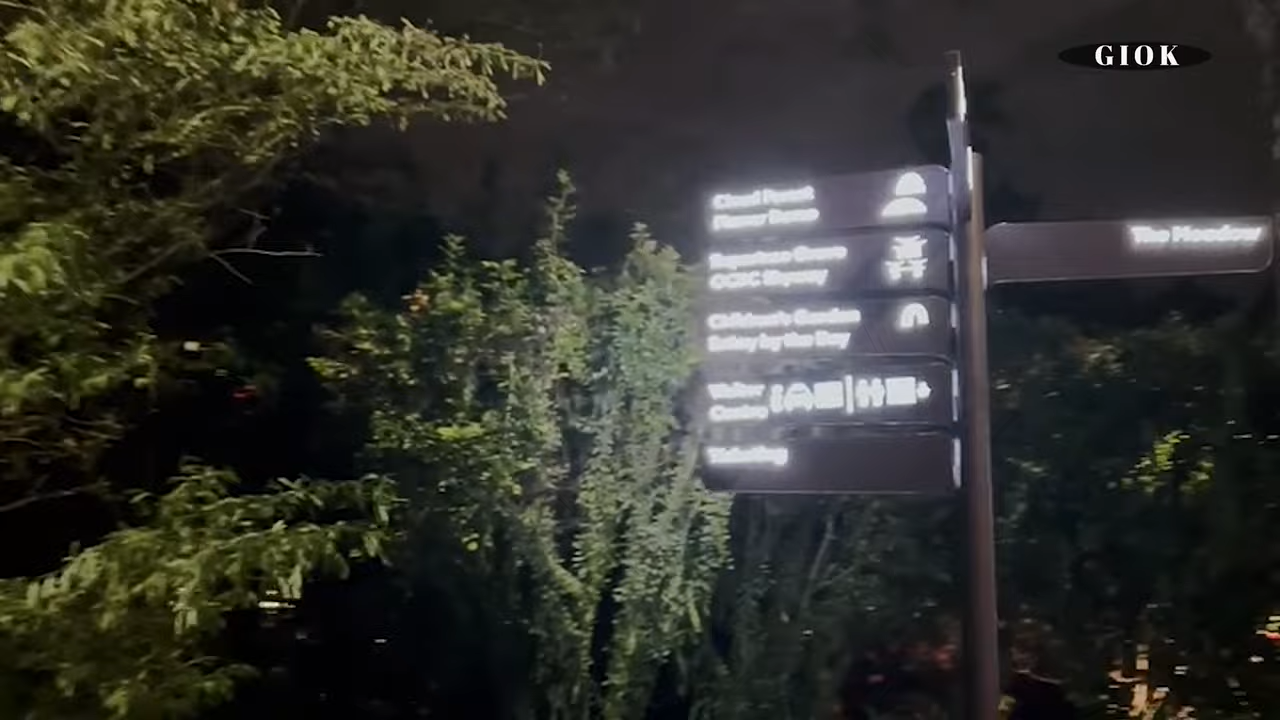 GIOK
Cloud Forest
Flower Dome
The Meadow
Supertree Grove
OCBC Skyway
Children's Garden
Satay by the Bay
Visitor
Centre